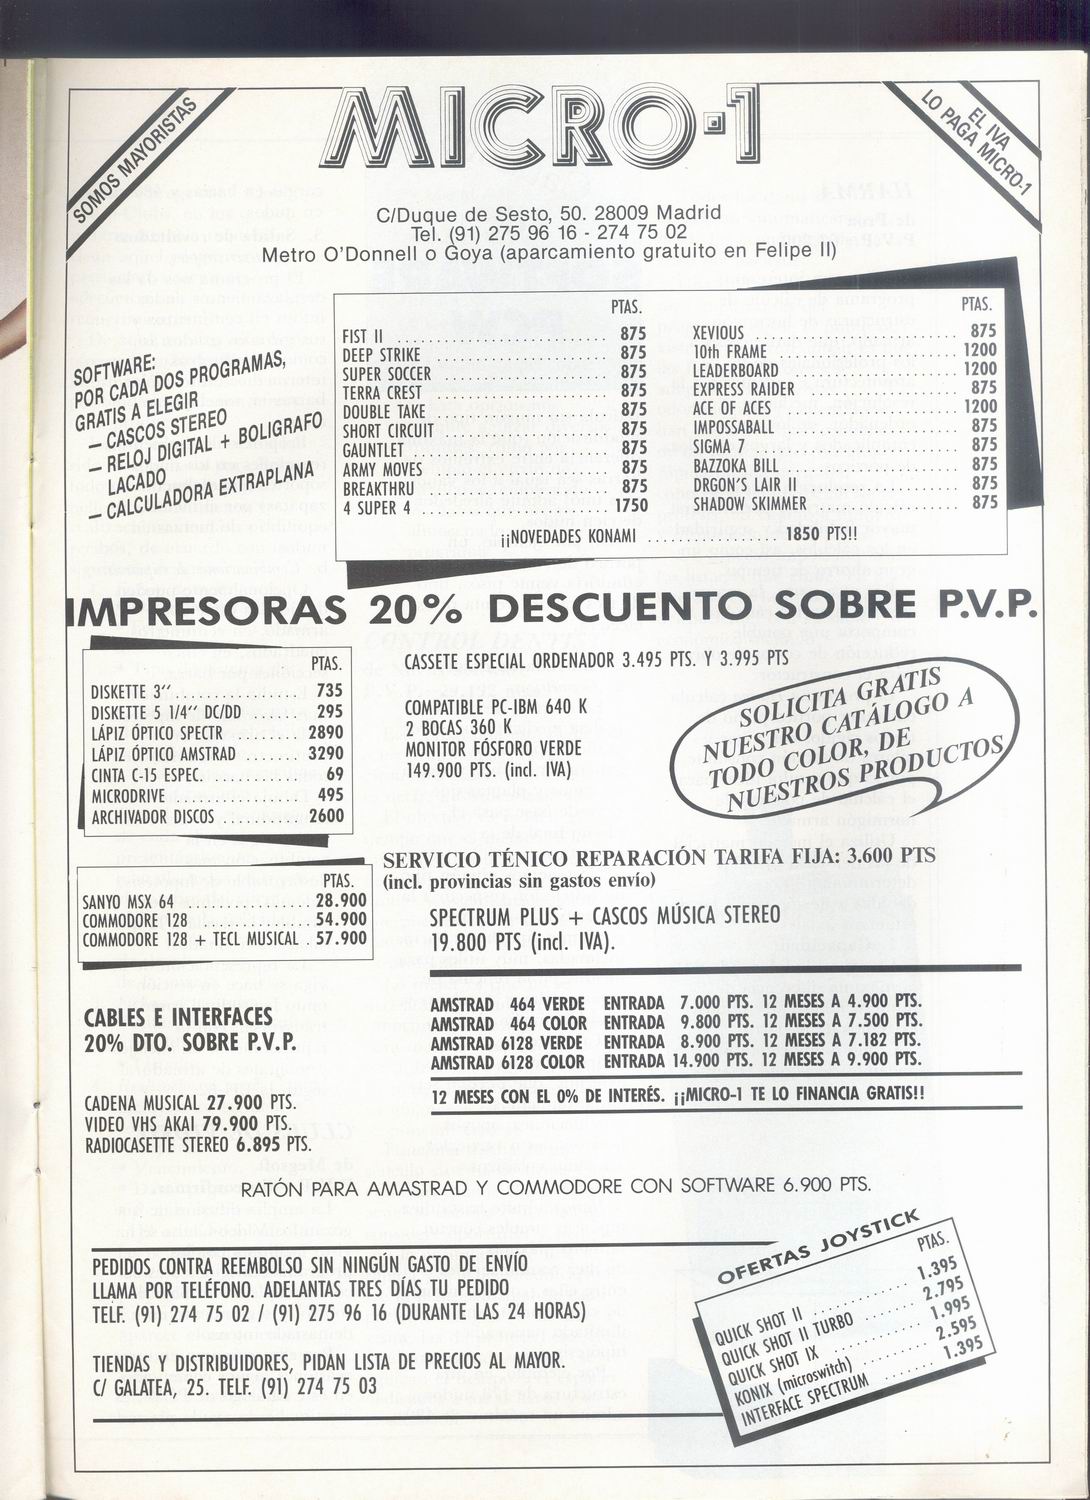 SOMOS MAYORISTAS
MICRO-1
EL IVA
LO PAGA MICRO-1
C/Duque de Sesto, 50. 28009 Madrid
Tel. (91) 275 96 16 - 274 75 02
Metro O'Donnell o Goya (aparcamiento gratuito en Felipe II)
SOFTWARE:
POR CADA DOS PROGRAMAS,
GRATIS A ELEGIR
— CASCOS STEREO
— RELOJ DIGITAL + BOLIGRAFO
LACADO
— CALCULADORA EXTRAPLANA
PTAS.
FIST II ........................ 875
DEEP STRIKE .................... 875
SUPER SOCCER ................... 875
TERRA CREST .................... 875
DOUBLE TAKE .................... 875
SHORT CIRCUIT .................. 875
GAUNTLET ....................... 875
ARMY MOVES ..................... 875
BREAKTHRU ...................... 875
4 SUPER 4 ...................... 1750
PTAS.
XEVIOUS ........................ 875
10th FRAME ..................... 1200
LEADERBOARD .................... 1200
EXPRESS RAIDER ................. 875
ACE OF ACES .................... 1200
IMPOSSABALL .................... 875
SIGMA 7 ........................ 875
BAZZOKA BILL ................... 875
DRGON'S LAIR II ................ 875
SHADOW SKIMMER ................. 875
¡¡NOVEDADES KONAMI ................ 1850 PTS!!
IMPRESORAS 20% DESCUENTO SOBRE P.V.P.
PTAS.
DISKETTE 3’’ ................ 735
DISKETTE 5 1/4’’ DC/DD ...... 295
LÁPIZ ÓPTICO SPECTR ........ 2890
LÁPIZ ÓPTICO AMSTRAD ....... 3290
CINTA C-15 ESPEC. ............ 69
MICRODRIVE ................. 495
ARCHIVADOR DISCOS .......... 2600
CASSETE ESPECIAL ORDENADOR 3.495 PTS. Y 3.995 PTS
COMPATIBLE PC-IBM 640 K
2 BOCAS 360 K
MONITOR FÓSFORO VERDE
149.900 PTS. (incl. IVA)
SOLICITA GRATIS
NUESTRO CATÁLOGO A
TODO COLOR, DE
NUESTROS PRODUCTOS
PTAS.
SANYO MSX 64 ................ 28.900
COMMODORE 128 .............. 54.900
COMMODORE 128 + TECL MUSICAL . 57.900
SERVICIO TÉNICO REPARACIÓN TARIFA FIJA: 3.600 PTS
(incl. provincias sin gastos envío)
SPECTRUM PLUS + CASCOS MÚSICA STEREO
19.800 PTS (incl. IVA).
CABLES E INTERFACES
20% DTO. SOBRE P.V.P.
AMSTRAD 464 VERDE ENTRADA 7.000 PTS. 12 MESES A 4.900 PTS.
AMSTRAD 464 COLOR ENTRADA 9.800 PTS. 12 MESES A 7.500 PTS.
AMSTRAD 6128 VERDE ENTRADA 8.900 PTS. 12 MESES A 7.182 PTS.
AMSTRAD 6128 COLOR ENTRADA 14.900 PTS. 12 MESES A 9.900 PTS.
12 MESES CON EL 0% DE INTERÉS. ¡¡MICRO-1 TE LO FINANCIA GRATIS!!
CADENA MUSICAL 27.900 PTS.
VIDEO VHS AKAI 79.900 PTS.
RADIOCASETTE STEREO 6.895 PTS.
RATÓN PARA AMASTRAD Y COMMODORE CON SOFTWARE 6.900 PTS.
PEDIDOS CONTRA REEMBOLSO SIN NINGÚN GASTO DE ENVÍO
LLAMA POR TELÉFONO. ADELANTAS TRES DÍAS TU PEDIDO
TELF. (91) 274 75 02 / (91) 275 96 16 (DURANTE LAS 24 HORAS)
TIENDAS Y DISTRIBUIDORES, PIDAN LISTA DE PRECIOS AL MAYOR.
C/ GALATEA, 25. TELF. (91) 274 75 03
OFERTAS JOYSTICK
PTAS.
QUICK SHOT II ............ 1.395
QUICK SHOT II TURBO ...... 2.795
QUICK SHOT IX ............ 1.995
KONIX (microswitch) ...... 2.595
INTERFACE SPECTRUM ...... 1.395